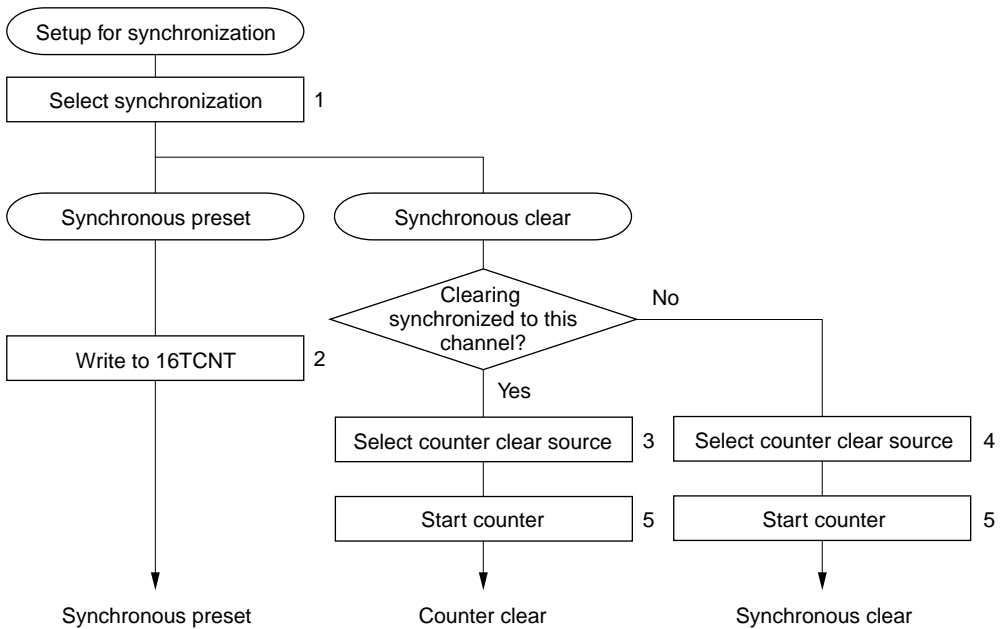 Setup for synchronization
Select synchronization 1
Synchronous preset
Synchronous clear
Clearing
synchronized to this
channel?
No
Write to 16TCNT 2
Yes
Select counter clear source 3
Select counter clear source 4
Start counter 5
Start counter 5
Synchronous preset
Counter clear
Synchronous clear